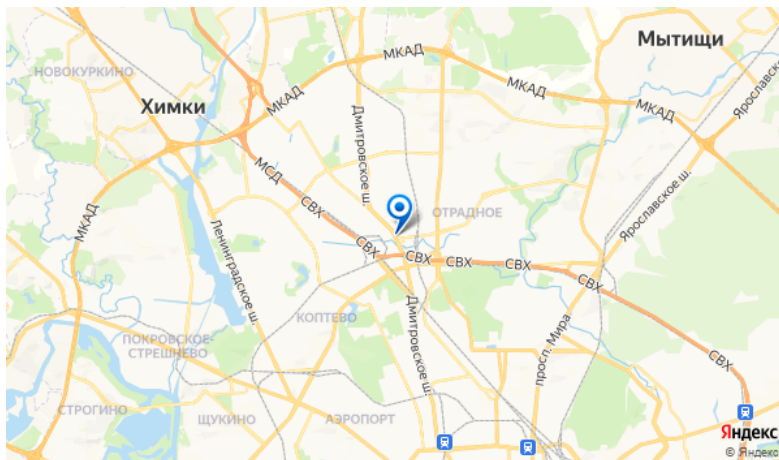 Мытищи
МКАД
НОВОКУРКИНО
Химки
МКАД
МКАД
МКАД
Ярославское
Дмитровское ш.
МСД
СВХ
ОТРАДНОЕ
Ярославское ш.
МКАД
Ленинградское ш.
СВХ
СВХ
СВХ
СВХ
СВХ
Дмитровское ш.
КОПТЕВО
ПОКРОВСКОЕ-
СТРЕШНЕВО
просп. Мира
СВХ
СТРОГИНО
ЩУКИНО
АЭРОПОРТ
Яндекс
© Яндекс